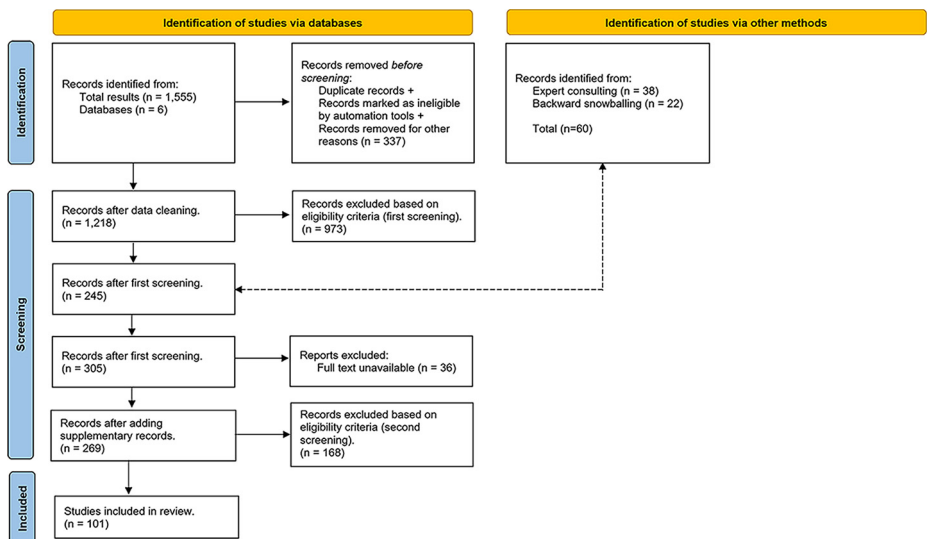 Identification of studies via databases
Identification of studies via other methods
Identification
Records identified from:
Total results (n = 1,555)
Databases (n = 6)
Records removed before
screening:
Duplicate records +
Records marked as ineligible
by automation tools +
Records removed for other
reasons (n = 337)
Records identified from:
Expert consulting (n = 38)
Backward snowballing (n = 22)
Total (n=60)
Screening
Records after data cleaning.
(n = 1,218)
Records excluded based on
eligibility criteria (first screening).
(n = 973)
Records after first screening.
(n = 245)
Records after first screening.
(n = 305)
Reports excluded:
Full text unavailable (n = 36)
Records after adding
supplementary records.
(n = 269)
Records excluded based on
eligibility criteria (second
screening).
(n = 168)
Included
Studies included in review.
(n = 101)